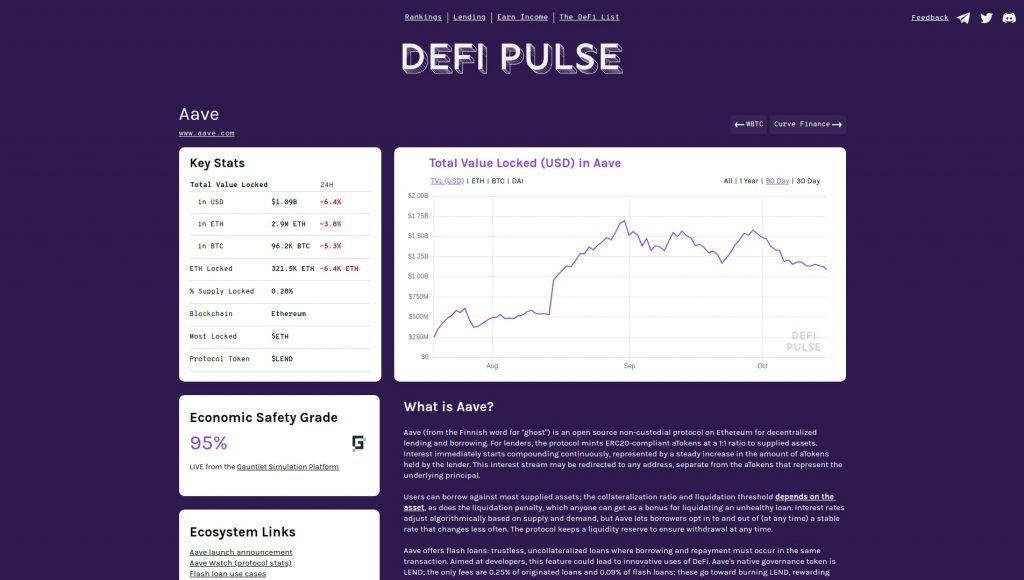 Rankings | Lending | Earn Income | The DeFi List
Feedback
DEFI PULSE
Aave
www.aave.com
WBTC
Curve Finance
Key Stats
Total Value Locked 24H
in USD $1.09B -6.4%
in ETH 2.9M ETH -3.8%
in BTC 96.2K BTC -5.3%
ETH Locked 321.5K ETH -6.4K ETH
% Supply Locked 0.28%
Blockchain Ethereum
Most Locked $ETH
Protocol Token $LEND
Total Value Locked (USD) in Aave
TVL (USD) | ETH | BTC | DAI
All | 1 Year | 90 Day | 30 Day
$2.00B
$1.75B
$1.50B
$1.25B
$1.00B
$750M
$500M
$250M
$0
Aug Sep Oct
DEFI
PULSE
Economic Safety Grade
95%
LIVE from the Gauntlet Simulation Platform
Ecosystem Links
Aave launch announcement
Aave Watch (protocol stats)
Flash loan use cases
What is Aave?
Aave (from the Finnish word for "ghost") is an open source non-custodial protocol on Ethereum for decentralized
lending and borrowing. For lenders, the protocol mints ERC20-compliant aTokens at a 1:1 ratio to supplied assets.
Interest immediately starts compounding continuously, represented by a steady increase in the amount of aTokens
held by the lender. This interest stream may be redirected to any address, separate from the aTokens that represent the
underlying principal.
Users can borrow against most supplied assets; the collateralization ratio and liquidation threshold depends on the
asset, as does the liquidation penalty, which anyone can get as a bonus for liquidating an unhealthy loan. Interest rates
adjust algorithmically based on supply and demand, but Aave lets borrowers opt in to and out of (at any time) a stable
rate that changes less often. The protocol keeps a liquidity reserve to ensure withdrawal at any time.
Aave offers flash loans: trustless, uncollateralized loans where borrowing and repayment must occur in the same
transaction. Aimed at developers, this feature could lead to innovative uses of DeFi. Aave's native governance token is
LEND; the only fees are 0.25% of originated loans and 0.09% of flash loans; these go toward burning LEND, rewarding